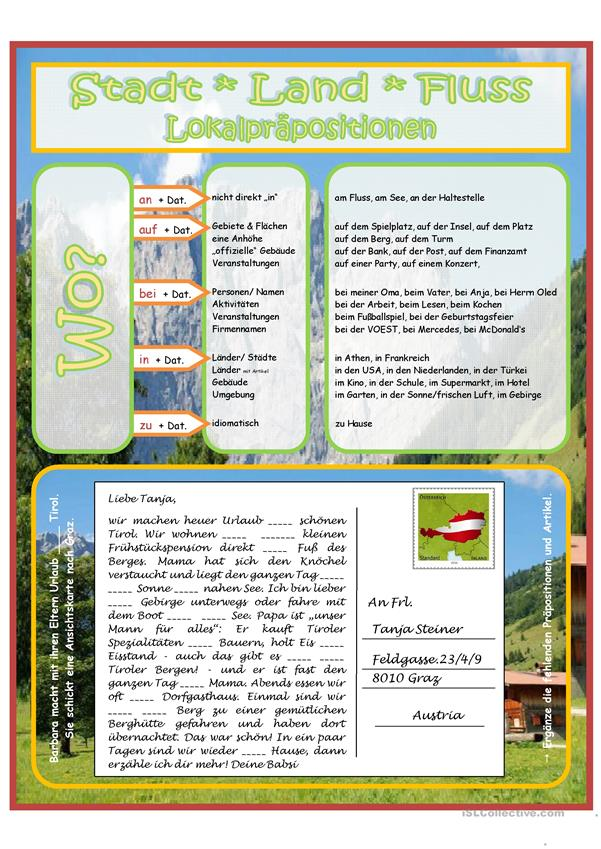 Stadt * Land * Fluss
Lokalpräpositionen
Wo?
an + Dat.
nicht direkt „in“
am Fluss, am See, an der Haltestelle
auf + Dat.
Gebiete & Flächen
eine Anhöhe
„offizielle“ Gebäude
Veranstaltungen
auf dem Spielplatz, auf der Insel, auf dem Platz
auf dem Berg, auf dem Turm
auf der Bank, auf der Post, auf dem Finanzamt
auf einer Party, auf einem Konzert,
bei + Dat.
Personen/ Namen
Aktivitäten
Veranstaltungen
Firmennamen
bei meiner Oma, beim Vater, bei Anja, bei Herrn Oled
bei der Arbeit, beim Lesen, beim Kochen
beim Fußballspiel, bei der Geburtstagsfeier
bei der VOEST, bei Mercedes, bei McDonald's
in + Dat.
Länder/ Städte
Länder mit Artikel
Gebäude
Umgebung
in Athen, in Frankreich
in den USA, in den Niederlanden, in der Türkei
im Kino, in der Schule, im Supermarkt, im Hotel
im Garten, in der Sonne/frischen Luft, im Gebirge
zu + Dat.
idiomatisch
zu Hause
Barbara macht mit ihren Eltern Urlaub ____ Tirol.
Sie schickt eine Ansichtskarte nach Graz.
Liebe Tanja,
wir machen heuer Urlaub _____ schönen
Tirol. Wir wohnen _____ _______ kleinen
Frühstückspension direkt _____ Fuß des
Berges. Mama hat sich den Knöchel
verstaucht und liegt den ganzen Tag _____
_____ Sonne _____ nahen See. Ich bin lieber
_____ Gebirge unterwegs oder fahre mit
dem Boot _____ _____ See. Papa ist „unser
Mann für alles“: Er kauft Tiroler
Spezialitäten _____ Bauern, holt Eis _____
Eisstand - auch das gibt es _____ _____
Tiroler Bergen! - und er ist fast den
ganzen Tag _____ Mama. Abends essen wir
oft _____ Dorfgasthaus. Einmal sind wir
_____ _____ Berg zu einer gemütlichen
Berghütte gefahren und haben dort
übernachtet. Das war schön! In ein paar
Tagen sind wir wieder _____ Hause, dann
erzähle ich dir mehr! Deine Babsi
ÖSTERREICH
Standard
An Frl.
Tanja Steiner
Feldgasse.23/4/9
8010 Graz
Austria
→ Ergänze die fehlenden Präpositionen und Artikel.
iSLCollective.com